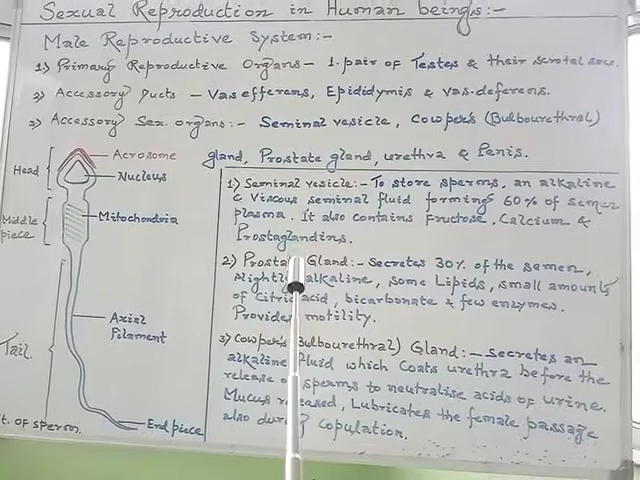 Sexual Reproduction in Human beings:-
Male Reproductive System:-
1) Primary Reproductive Organs- 1. pair of Testes & their scrotal sacs.
2) Accessory Ducts - Vas efferens, Epididymis & vas-deferens.
3) Accessory Sex. organs:- Seminal vesicle, Cowper's (Bulbourethral)
gland, Prostate gland, urethra & Penis.
Head
Acrosome
Nucleus
Middle
piece
Mitochondria
Axial
Filament
Tail.
End piece
t. of sperm.
1.) Seminal vesicle:- To store sperms, an alkaline
& Viscous seminal fluid forming 60% of semen
plasma. It also contains Fructose, Calcium &
Prostaglandins.
2) Prosta Gland:- Secretes 30% of the semen,
slightly alkaline, some Lipids, small amounts
of Citric acid, bicarbonate & few enzymes.
Provides motility.
3) Cowper's Bulbourethral) Gland:- Secretes an
alkaline fluid which Coats urethra before the
release of sperms to neutralise acids of urine.
Mucus released, Lubricates the female passage
also during copulation.